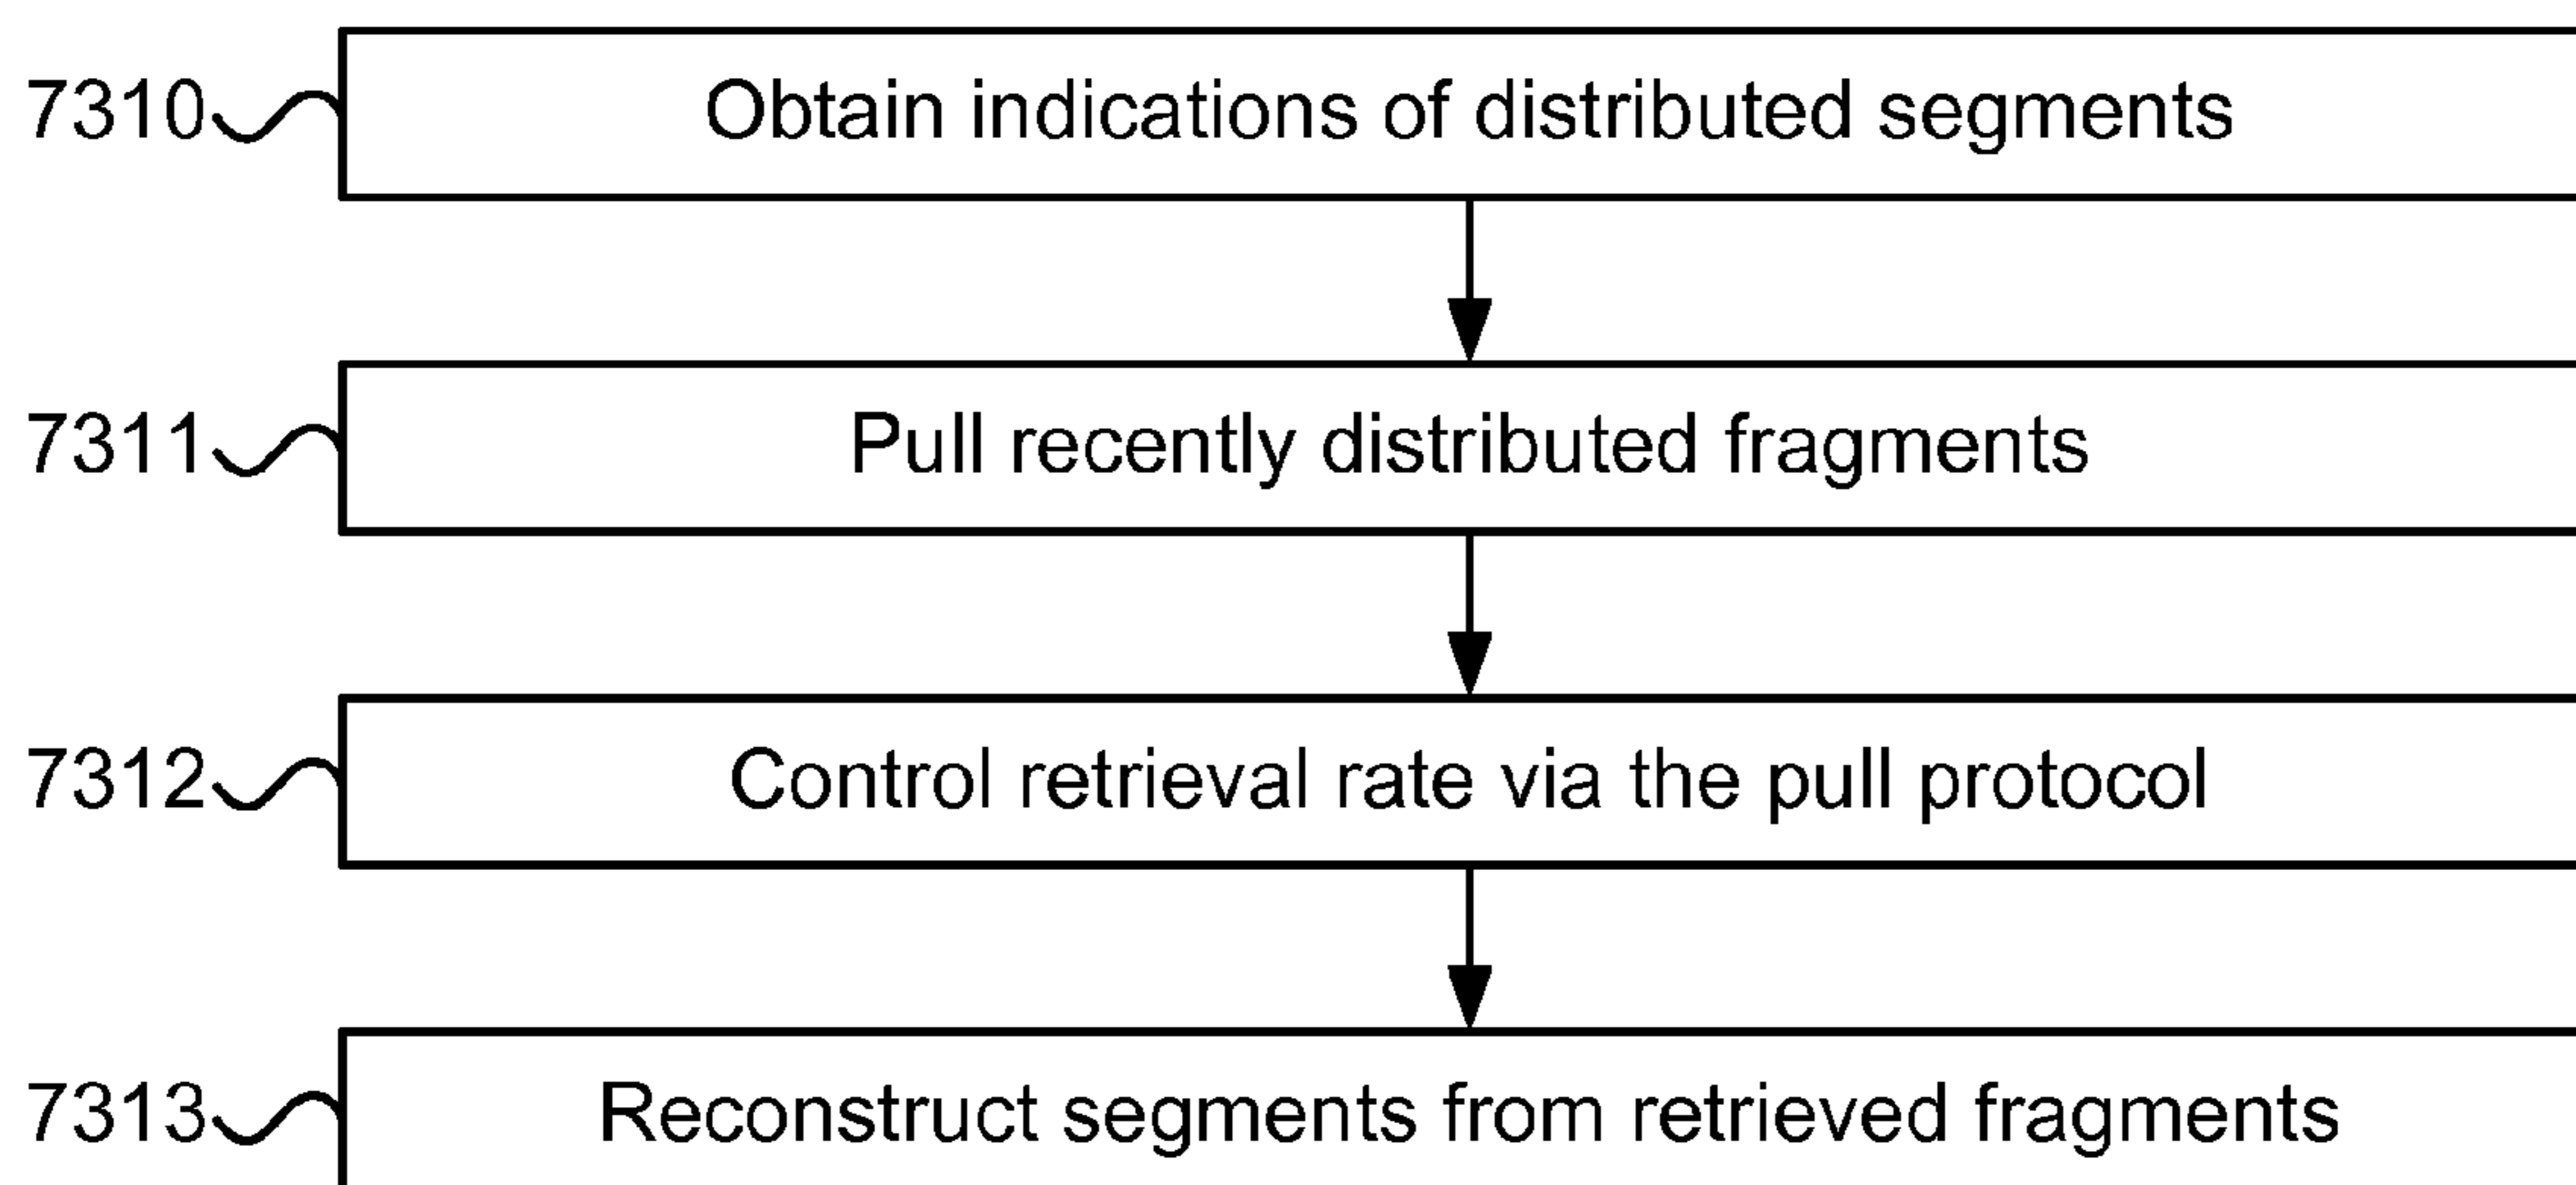 7310 Obtain indications of distributed segments
7311 Pull recently distributed fragments
7312 Control retrieval rate via the pull protocol
7313 Reconstruct segments from retrieved fragments